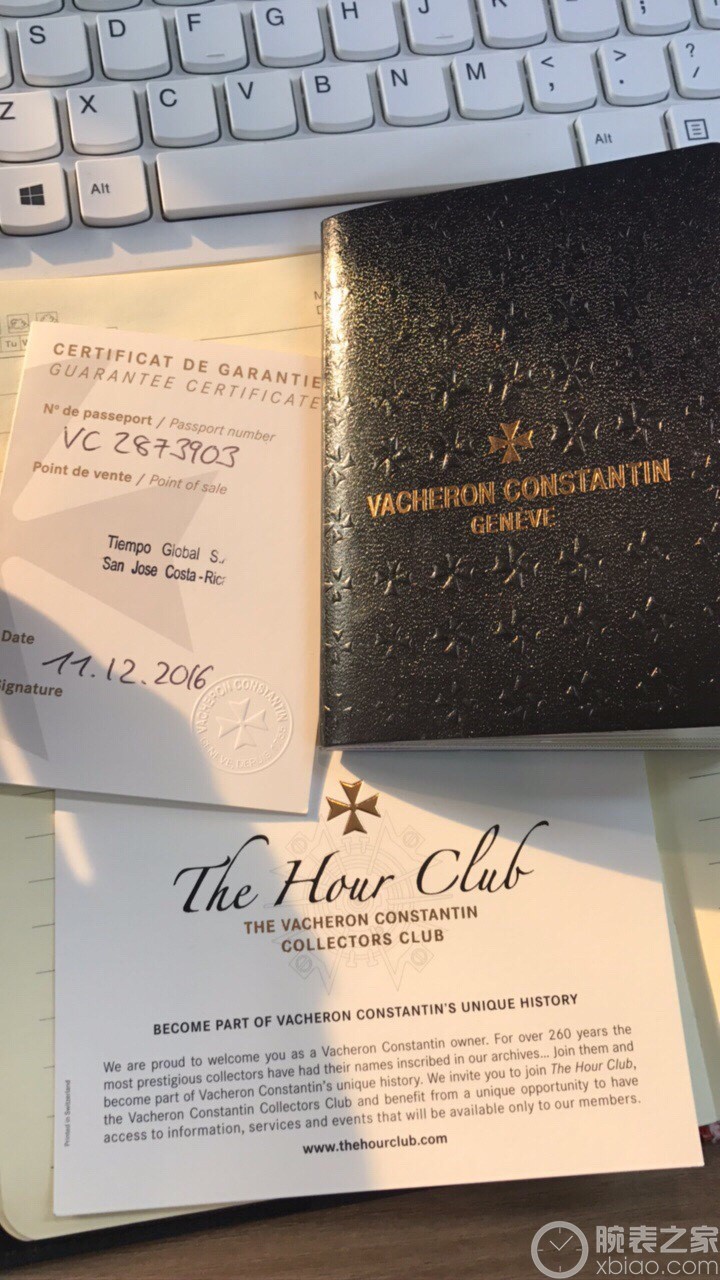 S D F G H J K L ;
Z X C V B N M < , > . ? /
Alt Alt
Tu
CERTIFICAT DE GARANTIE
GUARANTEE CERTIFICATE
N° de passeport / Passport number
VC 2873903
Point de vente / Point of sale
Tiempo Global S.
San Jose Costa-Ric
Date
11.12.2016
ignature
VACHERON CONSTANTIN
VACHERON CONSTANTIN
GENÈVE
The Hour Club
THE VACHERON CONSTANTIN
COLLECTORS CLUB
BECOME PART OF VACHERON CONSTANTIN'S UNIQUE HISTORY
We are proud to welcome you as a Vacheron Constantin owner. For over 260 years the
most prestigious collectors have had their names inscribed in our archives... Join them and
become part of Vacheron Constantin's unique history. We invite you to join The Hour Club,
the Vacheron Constantin Collectors Club and benefit from a unique opportunity to have
access to information, services and events that will be available only to our members.
www.thehourclub.com
Printed in Switzerland
腕表之家
xbiao.com